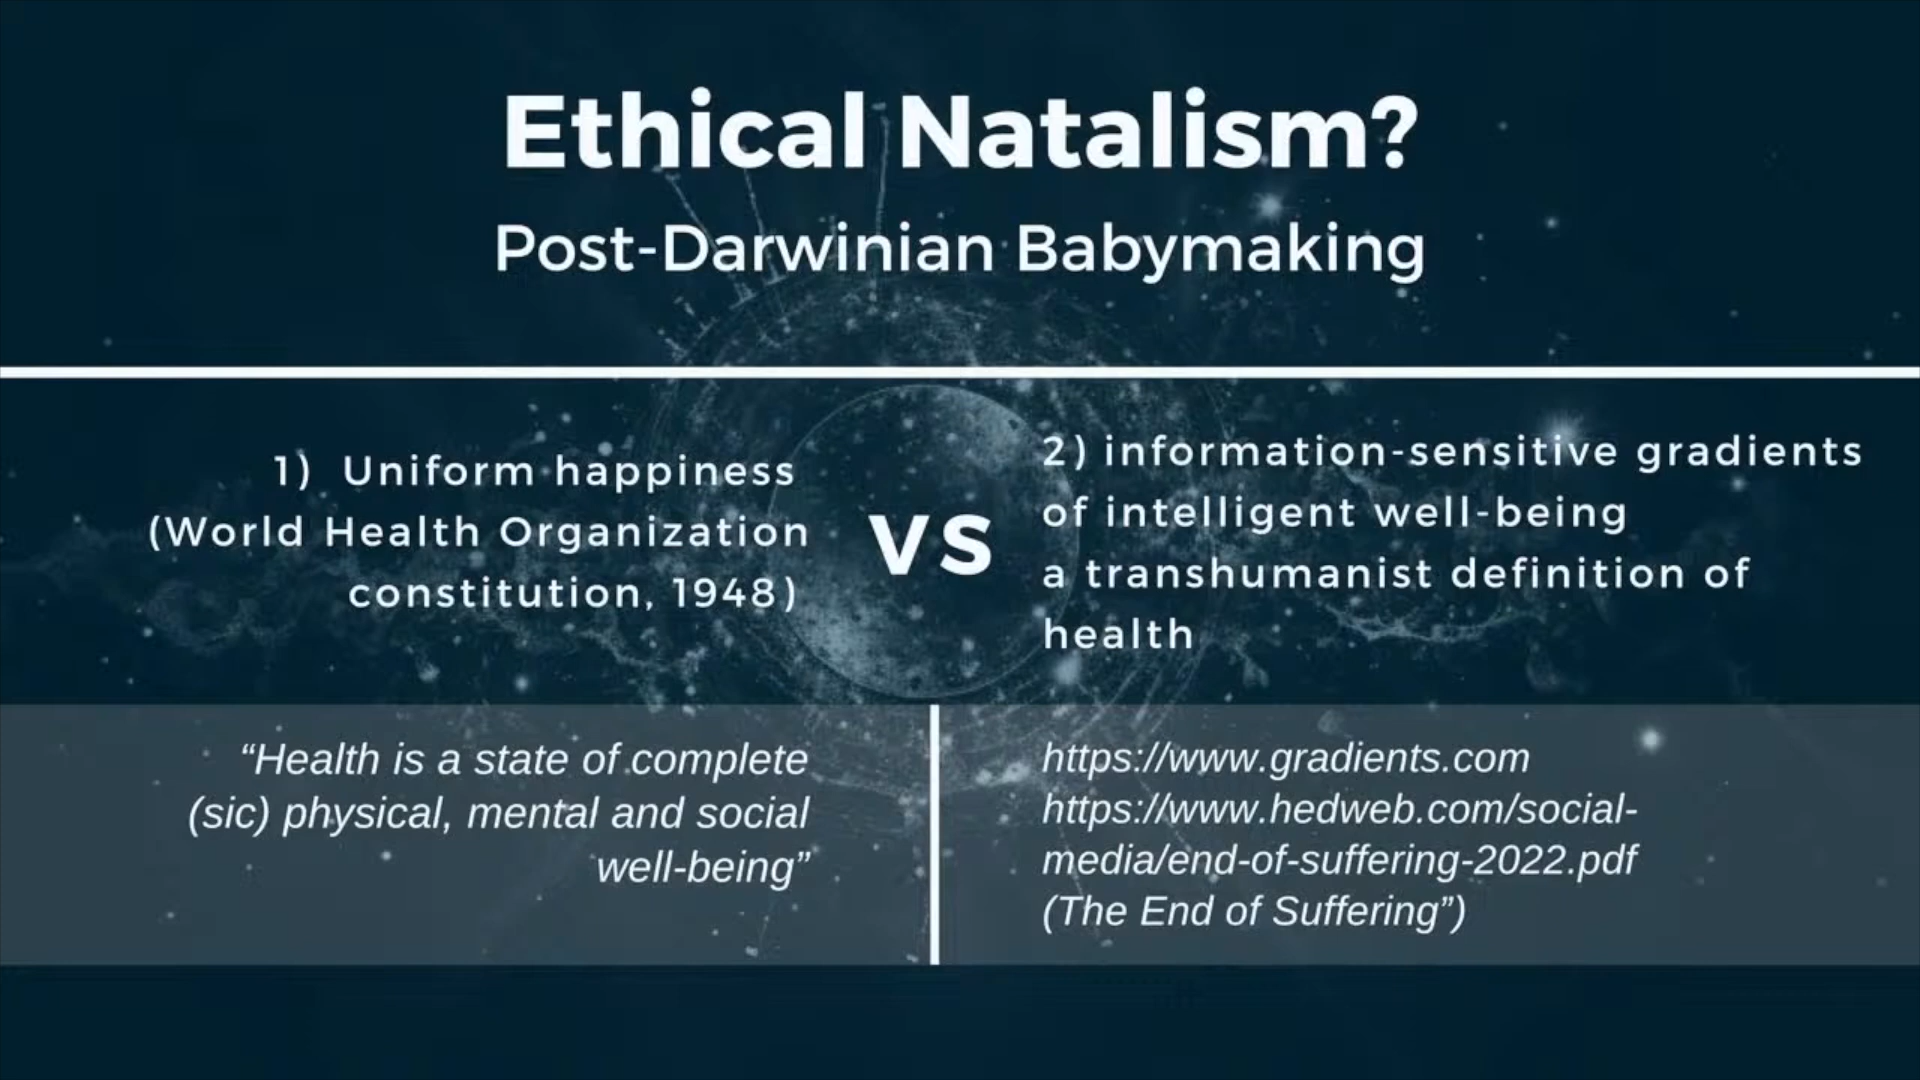 Ethical Natalism?
Post-Darwinian Babymaking
1) Uniform happiness
(World Health Organization
constitution, 1948)
vs
2) information-sensitive gradients
of intelligent well-being
a transhumanist definition of
health
“Health is a state of complete
(sic) physical, mental and social
well-being”
https://www.gradients.com
https://www.hedweb.com/social-
media/end-of-suffering-2022.pdf
(The End of Suffering”)